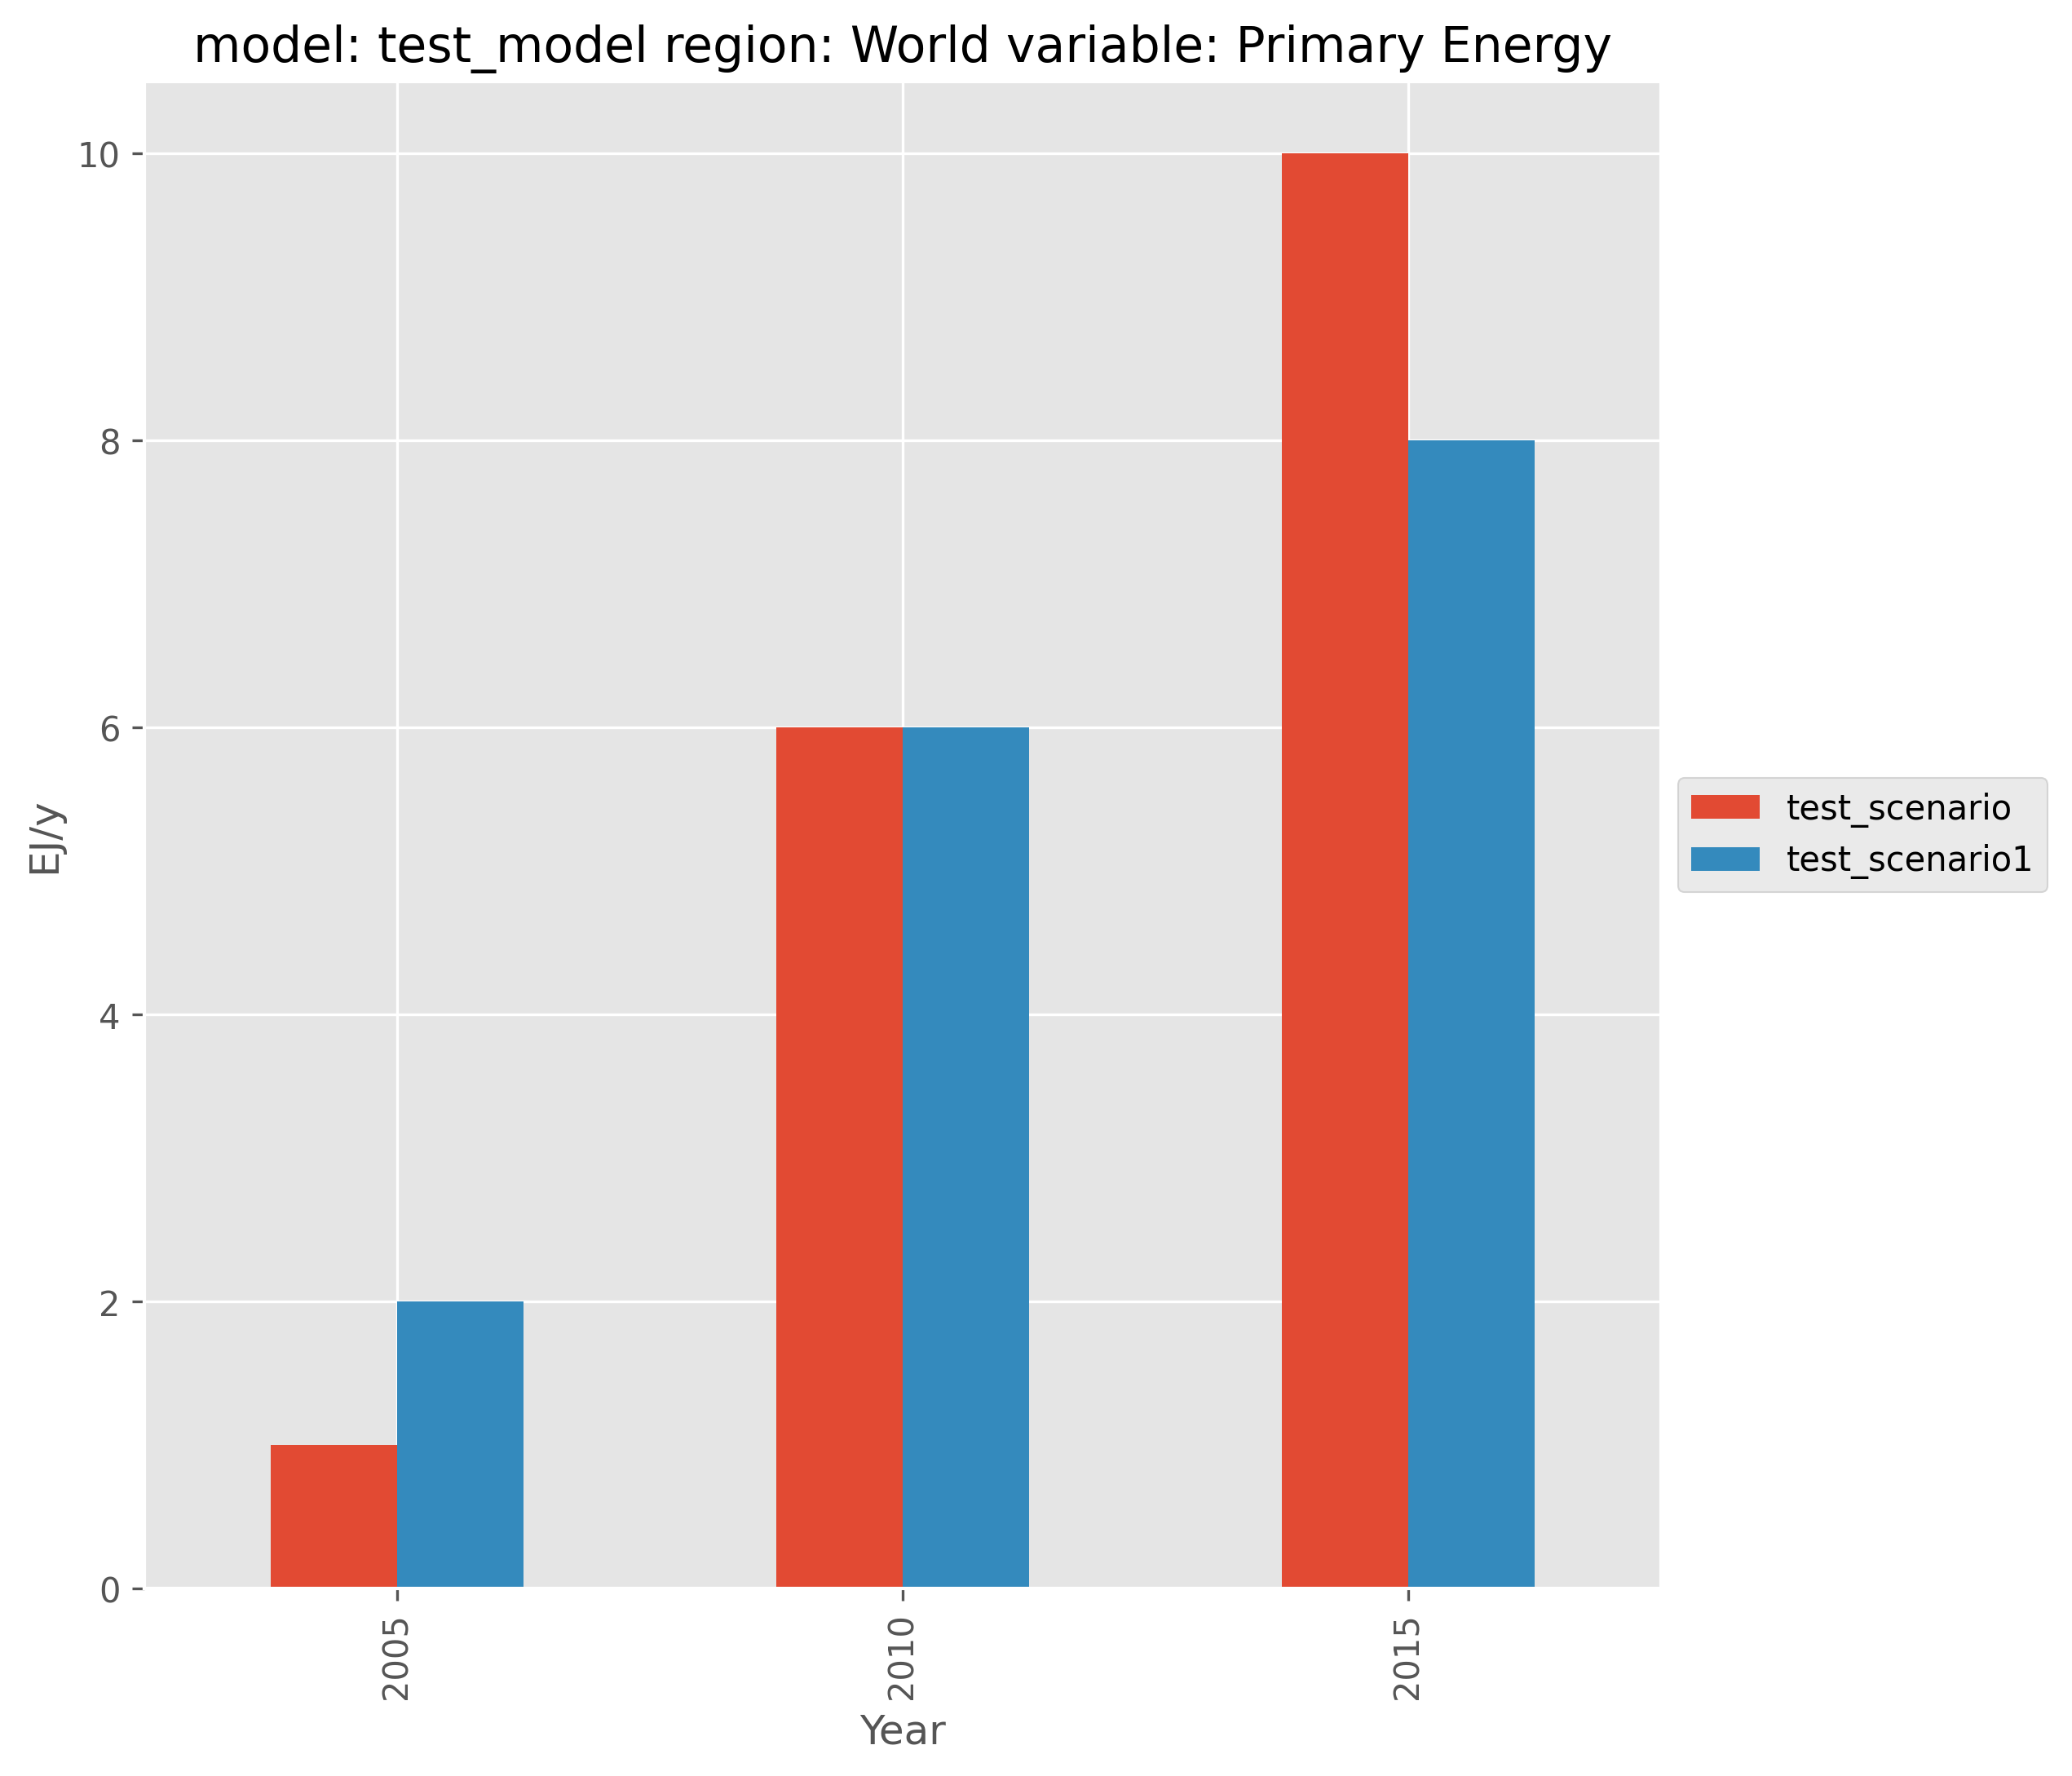 model: test_model region: World variable: Primary Energy
10
8
6
4
2
0
EJ/y
2005
2010
2015
Year
test_scenario
test_scenario1